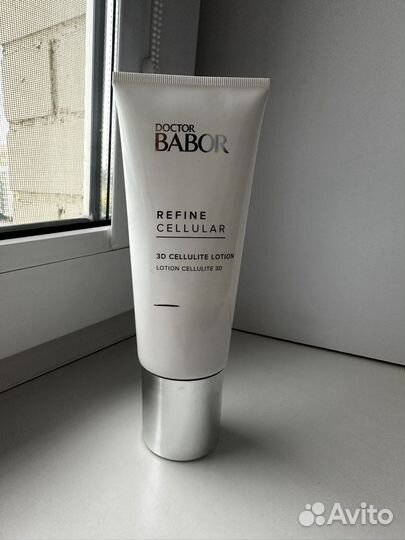 DOCTOR
BABOR
REFINE
CELLULAR
3D CELLULITE LOTION
LOTION CELLULITE 3D
Avito